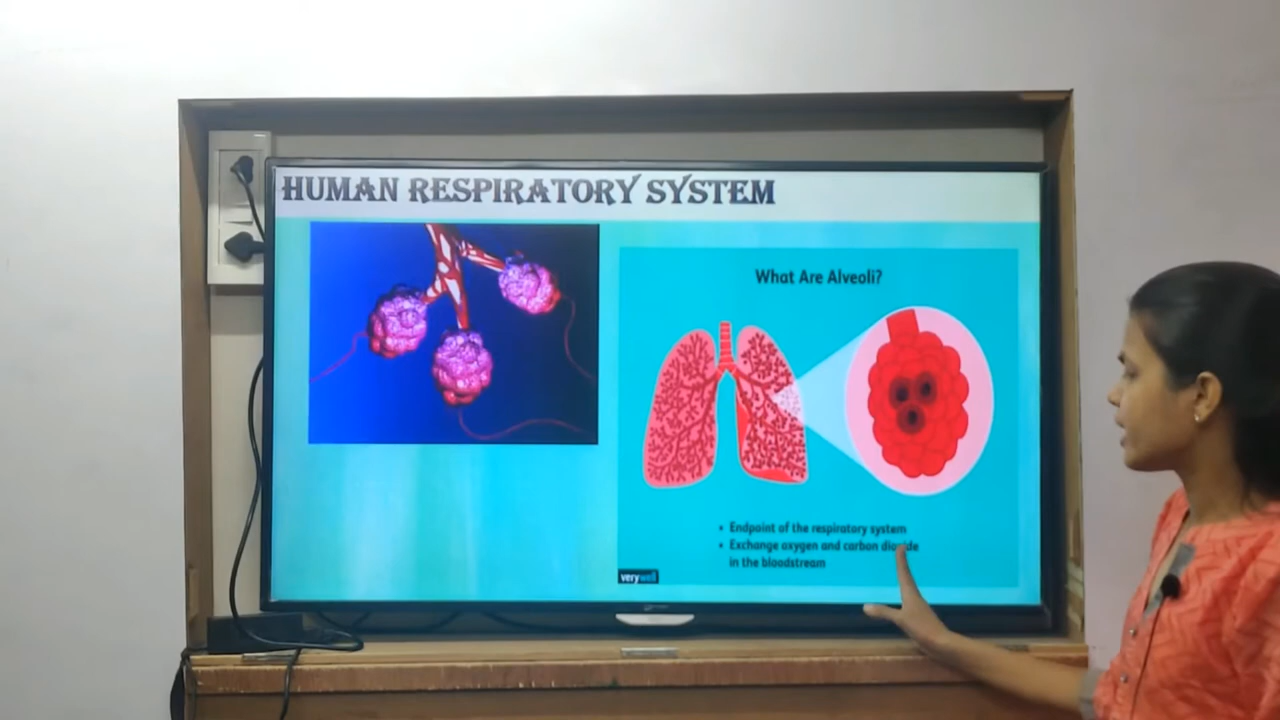 HUMAN RESPIRATORY SYSTEM
What Are Alveoli?
• Endpoint of the respiratory system
• Exchange oxygen and carbon dioxide
in the bloodstream
verywell